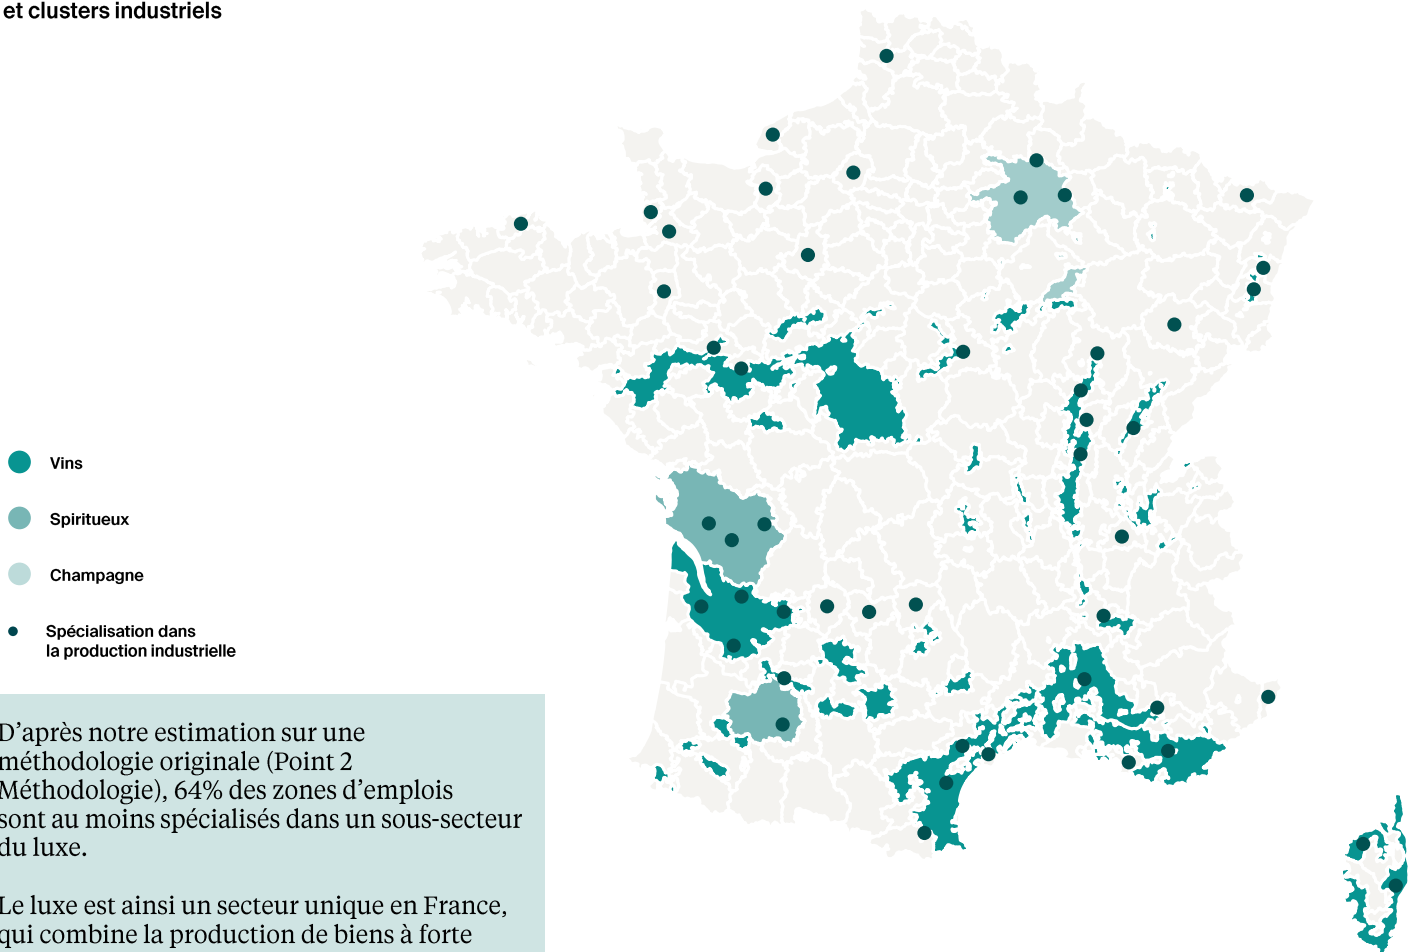 et clusters industriels
Vins
Spiritueux
Champagne
Spécialisation dans
la production industrielle
D’après notre estimation sur une
méthodologie originale (Point 2
Méthodologie), 64% des zones d’emplois
sont au moins spécialisés dans un sous-secteur
du luxe.
Le luxe est ainsi un secteur unique en France,
qui combine la production de biens à forte